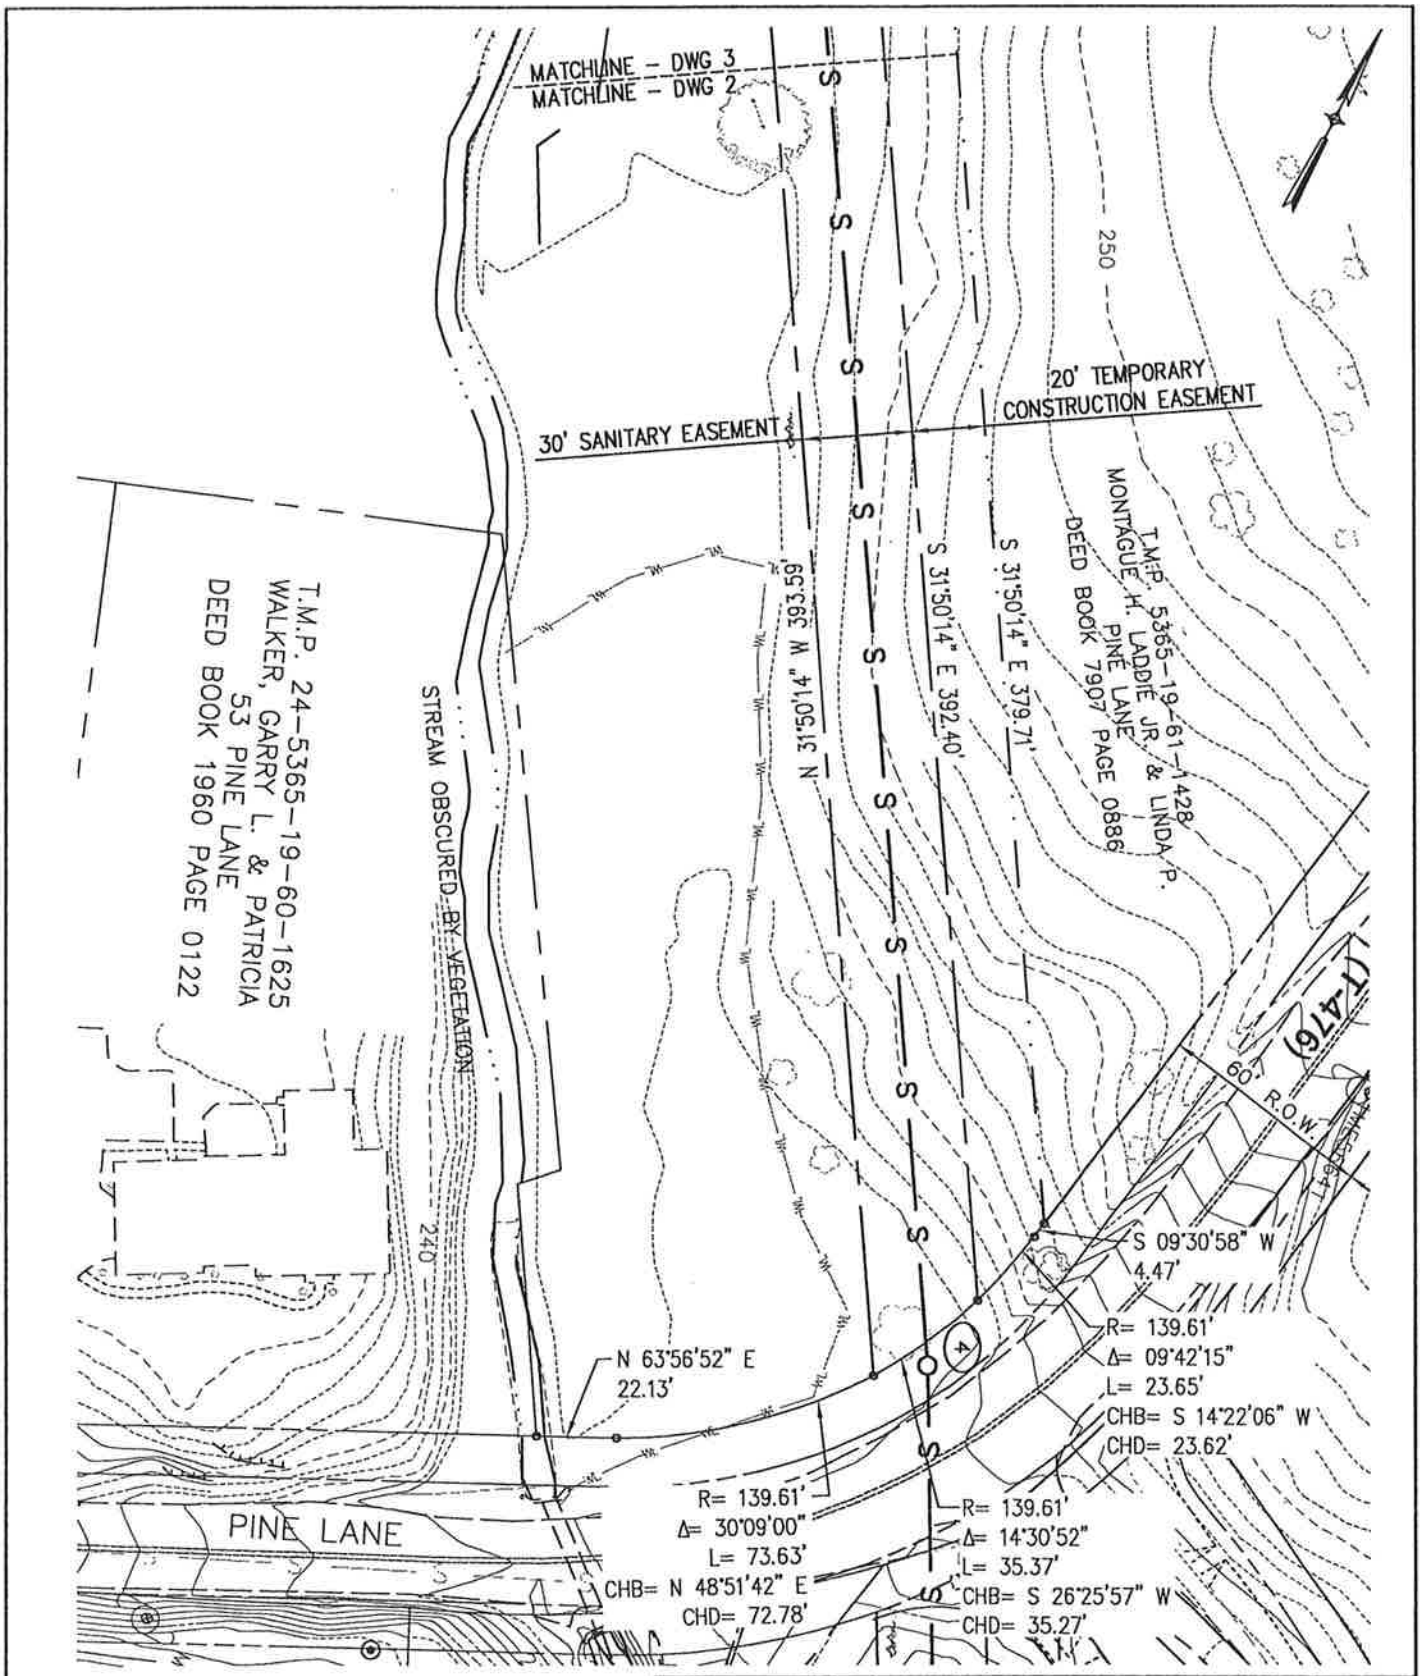 MATCHLINE - DWG 3
MATCHLINE - DWG 2
S
S
250
S
20' TEMPORARY
CONSTRUCTION EASEMENT
30' SANITARY EASEMENT
S
T.M.P. 5365-19-61-1428
MONTAGUE H. LADDIE JR & LINDA P.
PINE LANE
DEED BOOK 7907 PAGE 0886
S 31°50'14" E 379.71'
S 31°50'14" E 392.40'
N 31°50'14" W 393.59'
S
S
T.M.P. 24-5365-19-60-1625
WALKER, GARRY L. & PATRICIA
53 PINE LANE
DEED BOOK 1960 PAGE 0122
STREAM OBSCURED BY VEGETATION
S
S
(T-476)
60' R.O.W.
240
S
S 09°30'58" W
4.47'
R= 139.61'
Δ= 09°42'15"
L= 23.65'
CHB= S 14°22'06" W
CHD= 23.62'
4
N 63°56'52" E
22.13'
S
PINE LANE
R= 139.61'
Δ= 30°09'00"
L= 73.63'
CHB= N 48°51'42" E
CHD= 72.78'
R= 139.61'
Δ= 14°30'52"
L= 35.37'
CHB= S 26°25'57" W
CHD= 35.27'
S